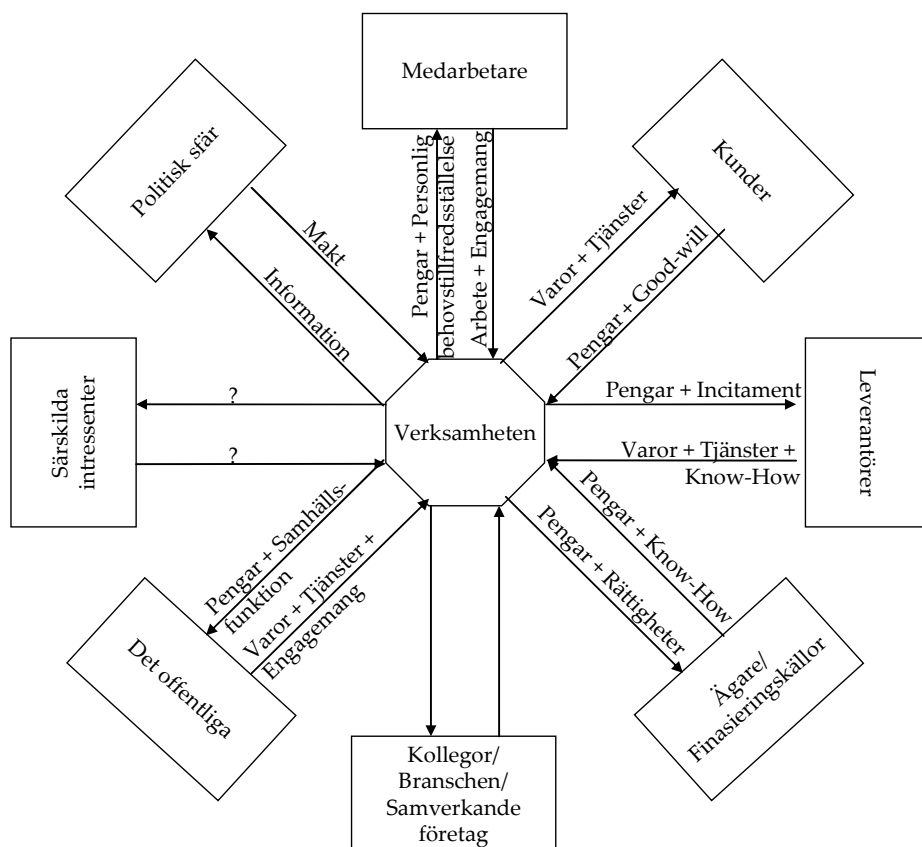 Medarbetare
Politisk sfär
Kunder
Makt
Information
Pengar + Personlig
behovstillfredsställelse
Arbete + Engagemang
Varor + Tjänster
Pengar + Good-will
Särskilda
intressenter
?
?
Verksamheten
Pengar + Incitament
Varor + Tjänster +
Know-How
Leverantörer
Pengar + Samhälls-
funktion
Varor + Tjänster +
Engagemang
Pengar + Know-How
Pengar + Rättigheter
Det offentliga
Kollegor/
Branschen/
Samverkande
företag
Ägare/
Finasieringskällor